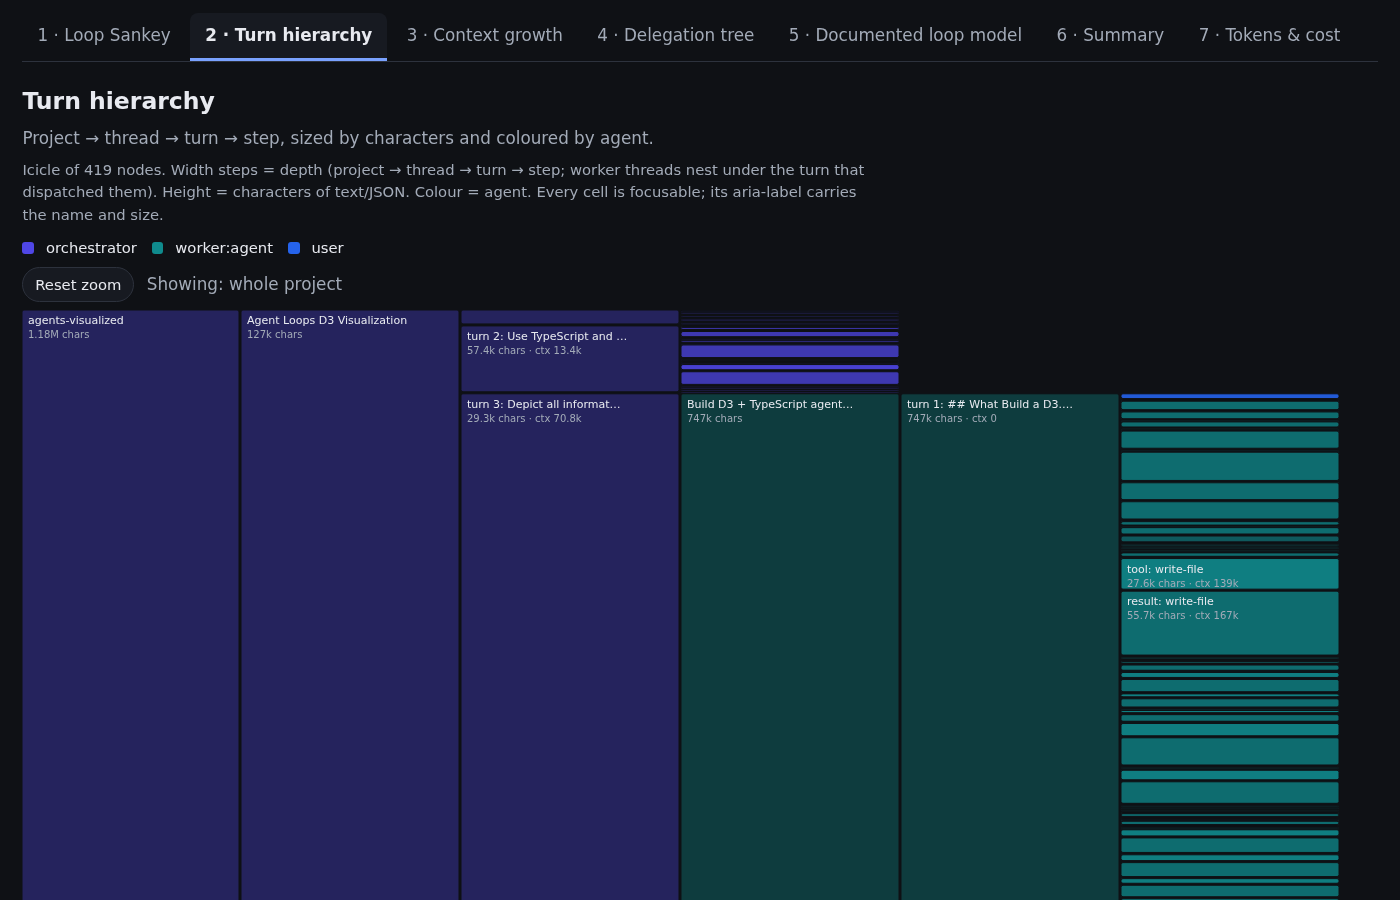 1 · Loop Sankey
2 · Turn hierarchy
3 · Context growth
4 · Delegation tree
5 · Documented loop model
6 · Summary
7 · Tokens & cost
Turn hierarchy
Project → thread → turn → step, sized by characters and coloured by agent.
Icicle of 419 nodes. Width steps = depth (project → thread → turn → step; worker threads nest under the turn that
dispatched them). Height = characters of text/JSON. Colour = agent. Every cell is focusable; its aria-label carries
the name and size.
orchestrator
worker:agent
user
Reset zoom
Showing: whole project
agents-visualized
1.18M chars
Agent Loops D3 Visualization
127k chars
turn 2: Use TypeScript and ...
57.4k chars · ctx 13.4k
turn 3: Depict all informat...
29.3k chars · ctx 70.8k
Build D3 + TypeScript agent...
747k chars
turn 1: ## What Build a D3....
747k chars · ctx 0
tool: write-file
27.6k chars · ctx 139k
result: write-file
55.7k chars · ctx 167k